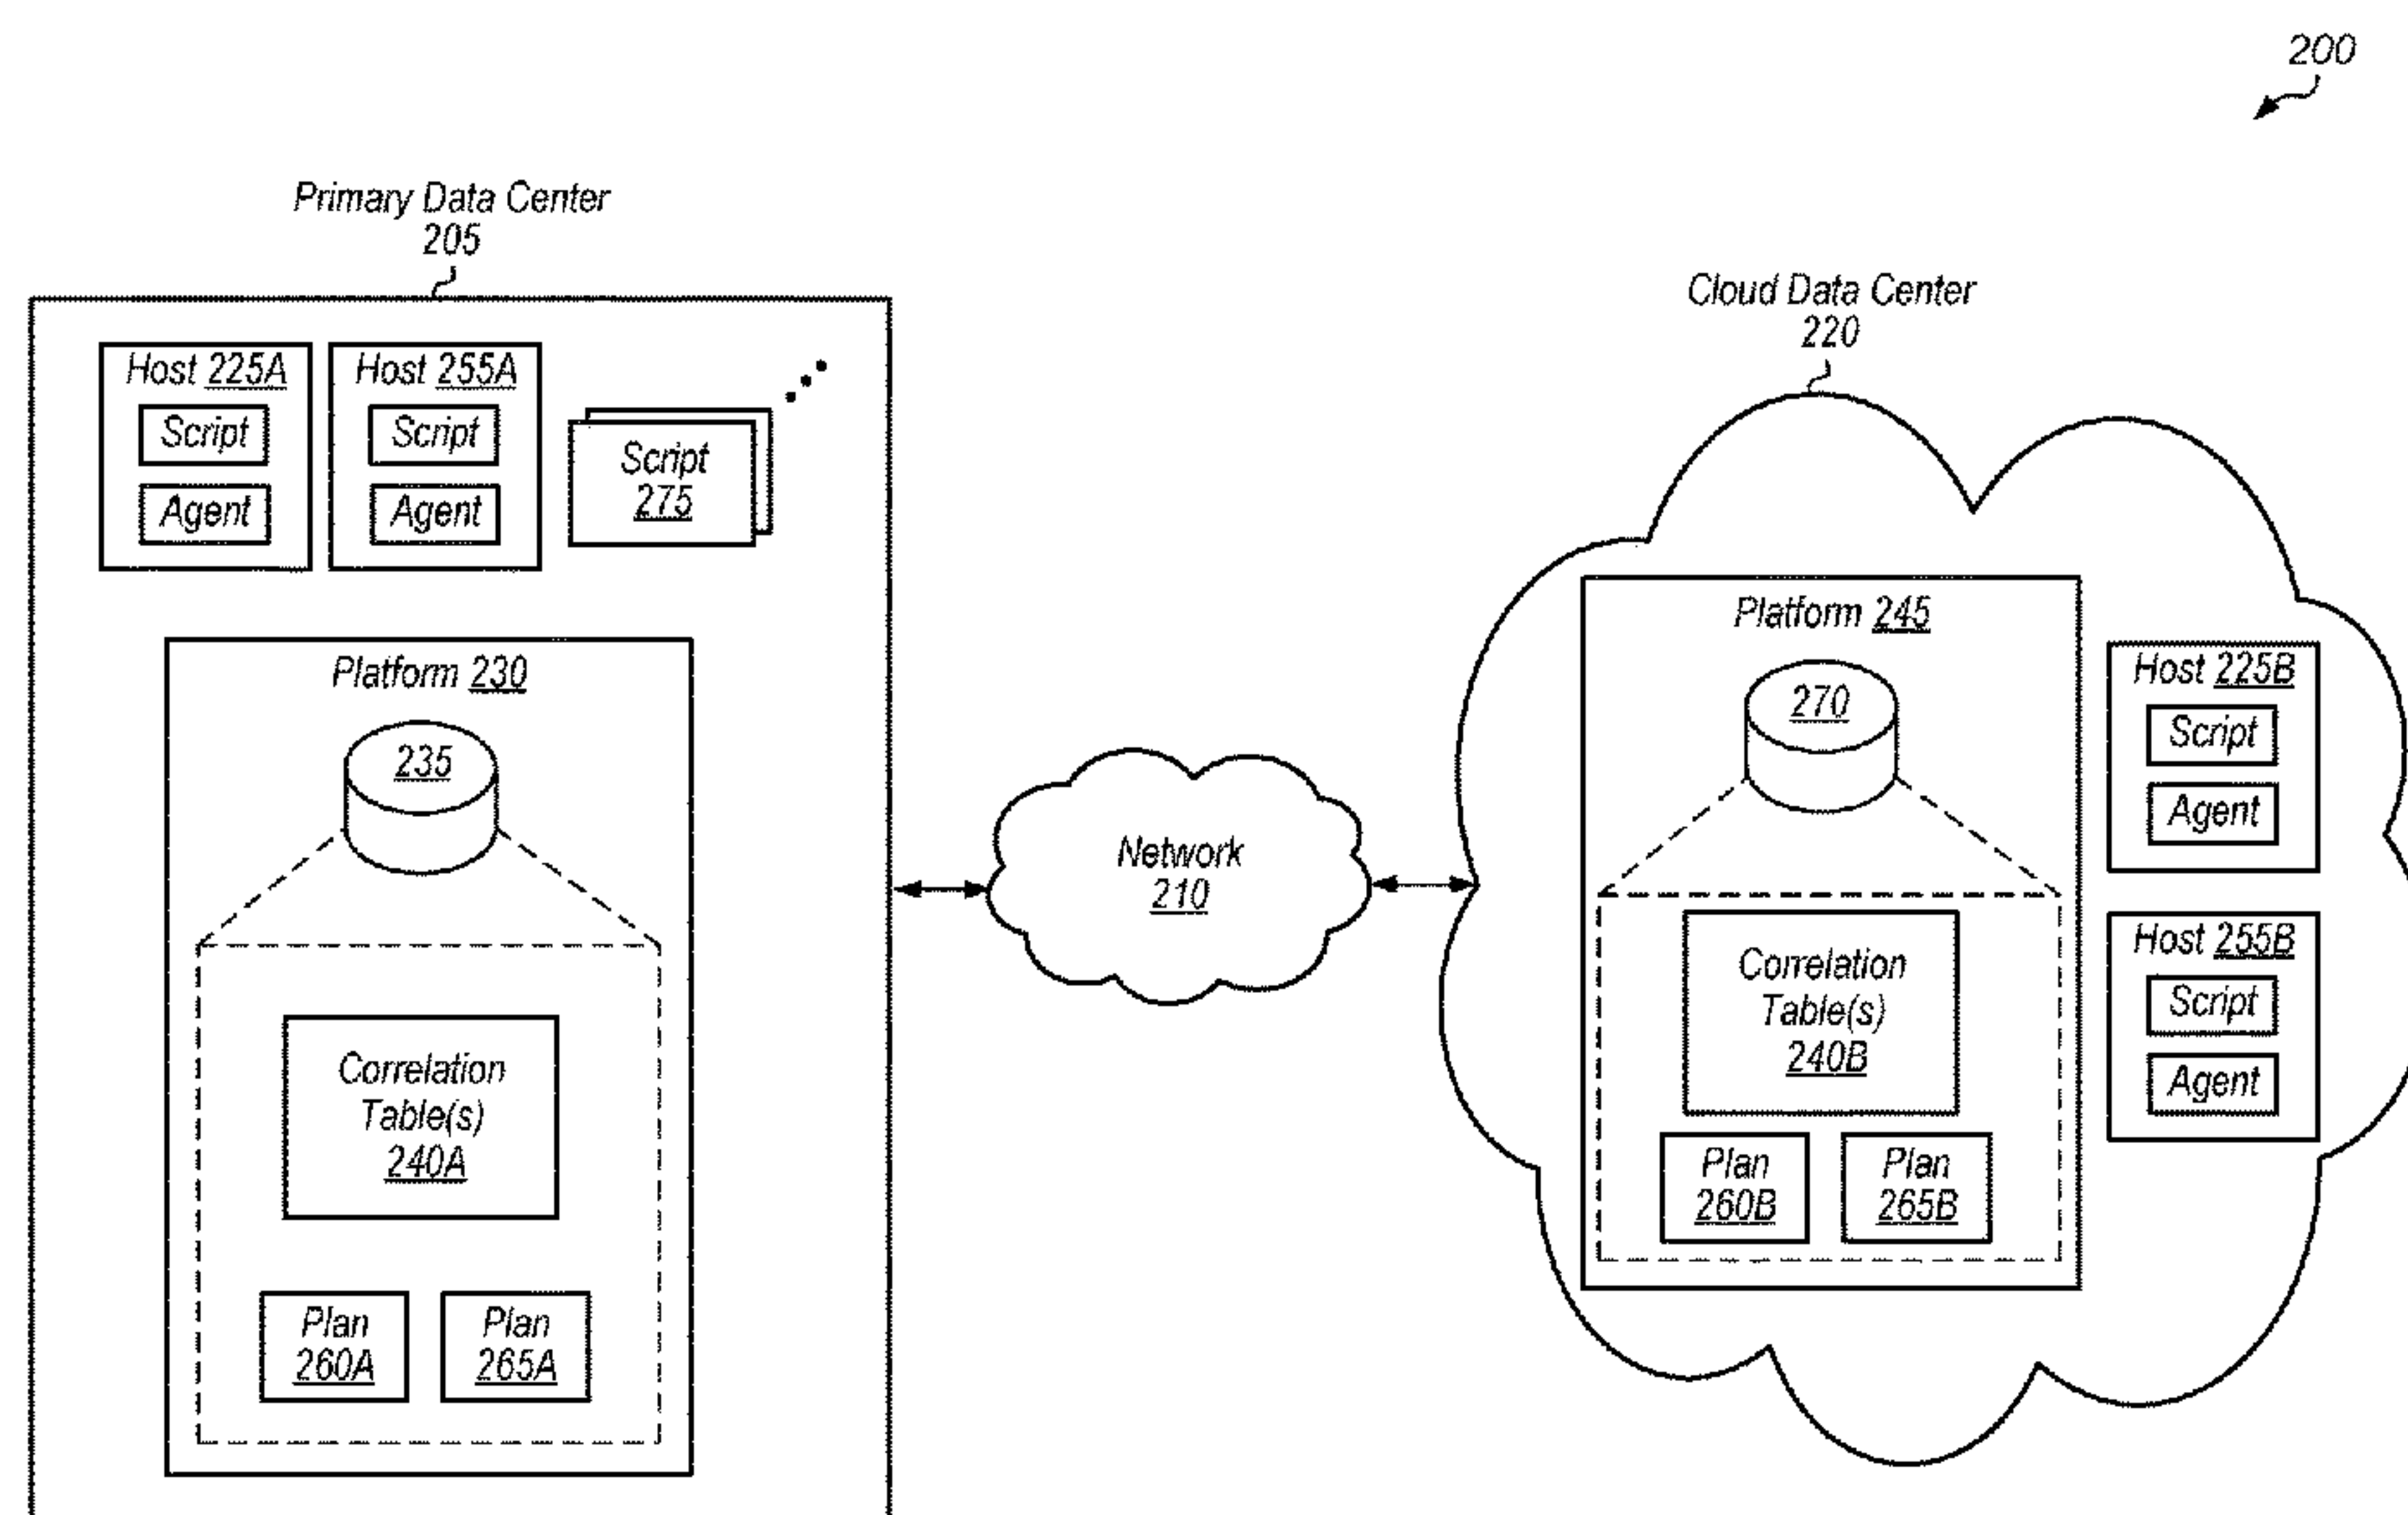 200
Primary Data Center
205
Host 225A
Script
Agent
Host 255A
Script
Agent
Script
275
Platform 230
235
Correlation
Table(s)
240A
Plan
260A
Plan
265A
Network
210
Cloud Data Center
220
Platform 245
270
Correlation
Table(s)
240B
Plan
260B
Plan
265B
Host 225B
Script
Agent
Host 255B
Script
Agent